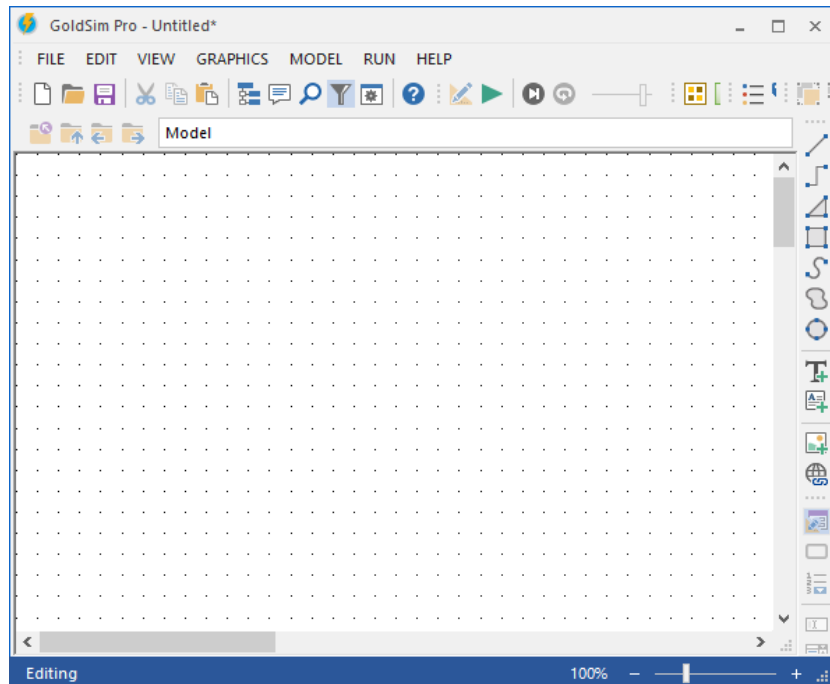 GoldSim Pro - Untitled*
FILE EDIT VIEW GRAPHICS MODEL RUN HELP
Model
Editing 100%